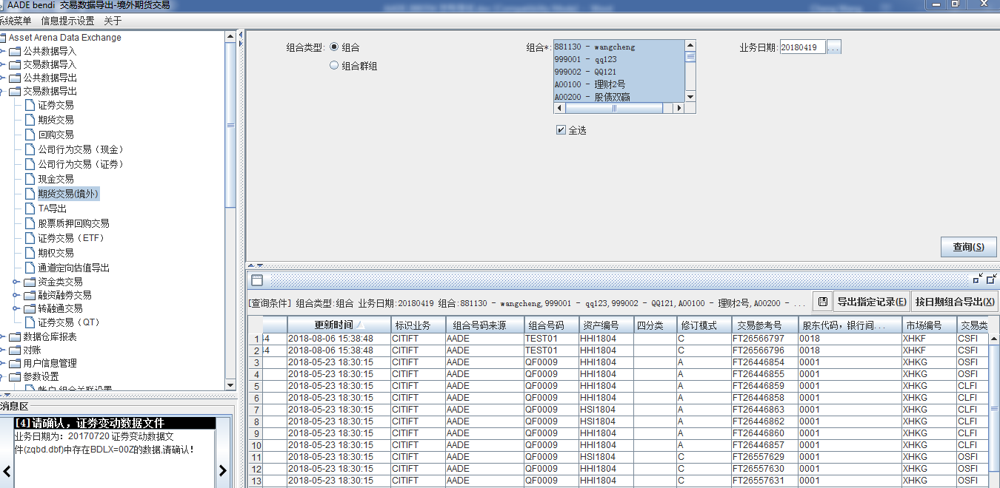 AADE bendi 交易数据导出-境外期货交易
系统菜单 信息提示设置 关于
Asset Arena Data Exchange
公共数据导入
交易数据导入
公共数据导出
交易数据导出
证券交易
期货交易
回购交易
公司行为交易（现金）
公司行为交易（证券）
现金交易
期货交易(境外)
TA导出
股票质押回购交易
证券交易（ETF）
期权交易
通道定向估值导出
资金类交易
融资融券交易
转融通交易
证券交易（QT）
数据仓库报表
对账
用户信息管理
参数设置
帐户-组合关联设置
消息区
[4]请确认，证券变动数据文件
业务日期为：20170720 证券变动数据文
件(zqbd.dbf)中存在BDLX=00Z的数据,请确认!
组合类型: 组合
组合群组
组合*:
881130 - wangcheng
999001 - qq123
999002 - QQ121
A00100 - 理财2号
A00200 - 股债双赢
全选
业务日期: 20180419 ...
查询(S)
[查询条件] 组合类型:组合 业务日期:20180419 组合:881130 - wangcheng,999001 - qq123,999002 - QQ121,A00100 - 理财2号,A00200 - ... 导出指定记录(E) 按日期组合导出(X)
更新时间 标识业务 组合号码来源 组合号码 资产编号 四分类 修订模式 交易参考号 股东代码，银行间... 市场编号 交易类
1 4 2018-08-06 15:38:48 CITIFT AADE TEST01 HHI1804 C FT26566797 0018 XHKF CSFI
2 4 2018-08-06 15:38:48 CITIFT AADE TEST01 HHI1804 C FT26566796 0018 XHKF CSFI
3 2018-05-23 18:30:15 CITIFT AADE QF0009 HHI1804 A FT26446854 0001 XHKG OSFI
4 2018-05-23 18:30:15 CITIFT AADE QF0009 HHI1804 A FT26446855 0001 XHKG OSFI
5 2018-05-23 18:30:15 CITIFT AADE QF0009 HHI1804 A FT26446859 0001 XHKG CLFI
6 2018-05-23 18:30:15 CITIFT AADE QF0009 HHI1804 A FT26446858 0001 XHKG CLFI
7 2018-05-23 18:30:15 CITIFT AADE QF0009 HSI1804 A FT26446863 0001 XHKG CLFI
8 2018-05-23 18:30:15 CITIFT AADE QF0009 HSI1804 A FT26446862 0001 XHKG CLFI
9 2018-05-23 18:30:15 CITIFT AADE QF0009 HHI1804 A FT26446860 0001 XHKG CLFI
10 2018-05-23 18:30:15 CITIFT AADE QF0009 HHI1804 A FT26446857 0001 XHKG CLFI
11 2018-05-23 18:30:15 CITIFT AADE QF0009 HSI1804 C FT26557629 0001 XHKG OSFI
12 2018-05-23 18:30:15 CITIFT AADE QF0009 HHI1804 C FT26557630 0001 XHKG OSFI
13 2018-05-23 18:30:15 CITIFT AADE QF0009 HHI1804 C FT26557631 0001 XHKG OSFI